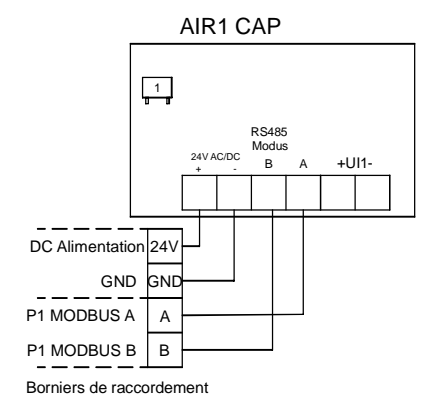 AIR1 CAP
1
RS485
Modus
24V AC/DC
+ - B A +UI1-
DC Alimentation 24V
GND GND
P1 MODBUS A A
P1 MODBUS B B
Borniers de raccordement